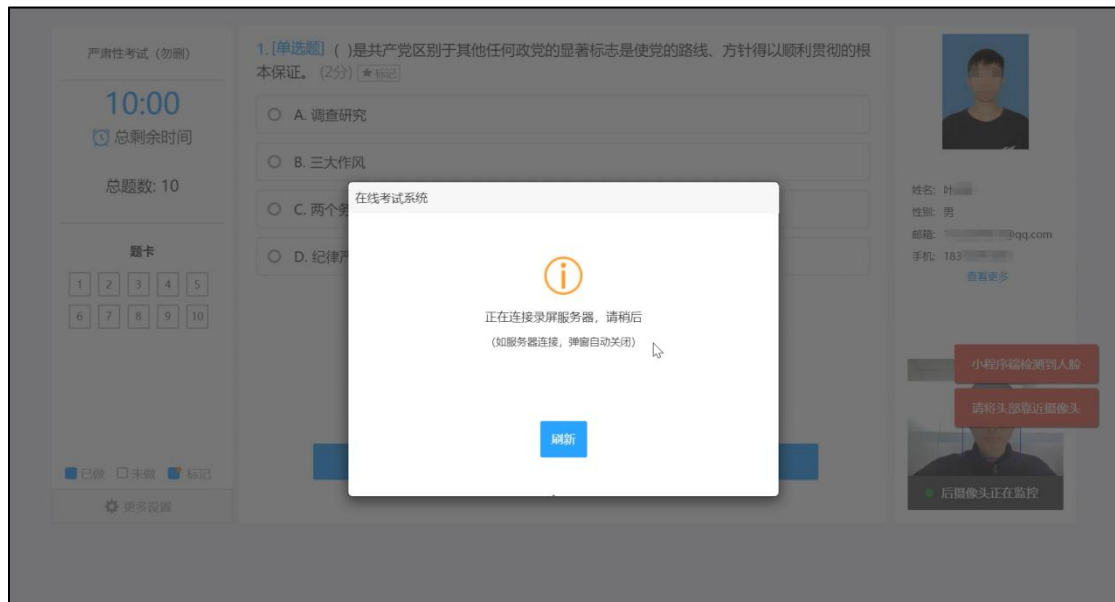 严肃性考试（勿删）
10:00
总剩余时间
总题数: 10
题卡
1 2 3 4 5
6 7 8 9 10
已做 未做 标记
更多设置
1. [单选题] ( )是共产党区别于其他任何政党的显著标志是使党的路线、方针得以顺利贯彻的根
本保证。 (2分) ★标记
A. 调查研究
B. 三大作风
C. 两个务
D. 纪律严
在线考试系统
正在连接录屏服务器，请稍后
(如服务器连接，弹窗自动关闭)
刷新
姓名: 叶
性别: 男
邮箱: @qq.com
手机: 183
查看更多
小程序端检测到人脸
请将头部靠近摄像头
后摄像头正在监控